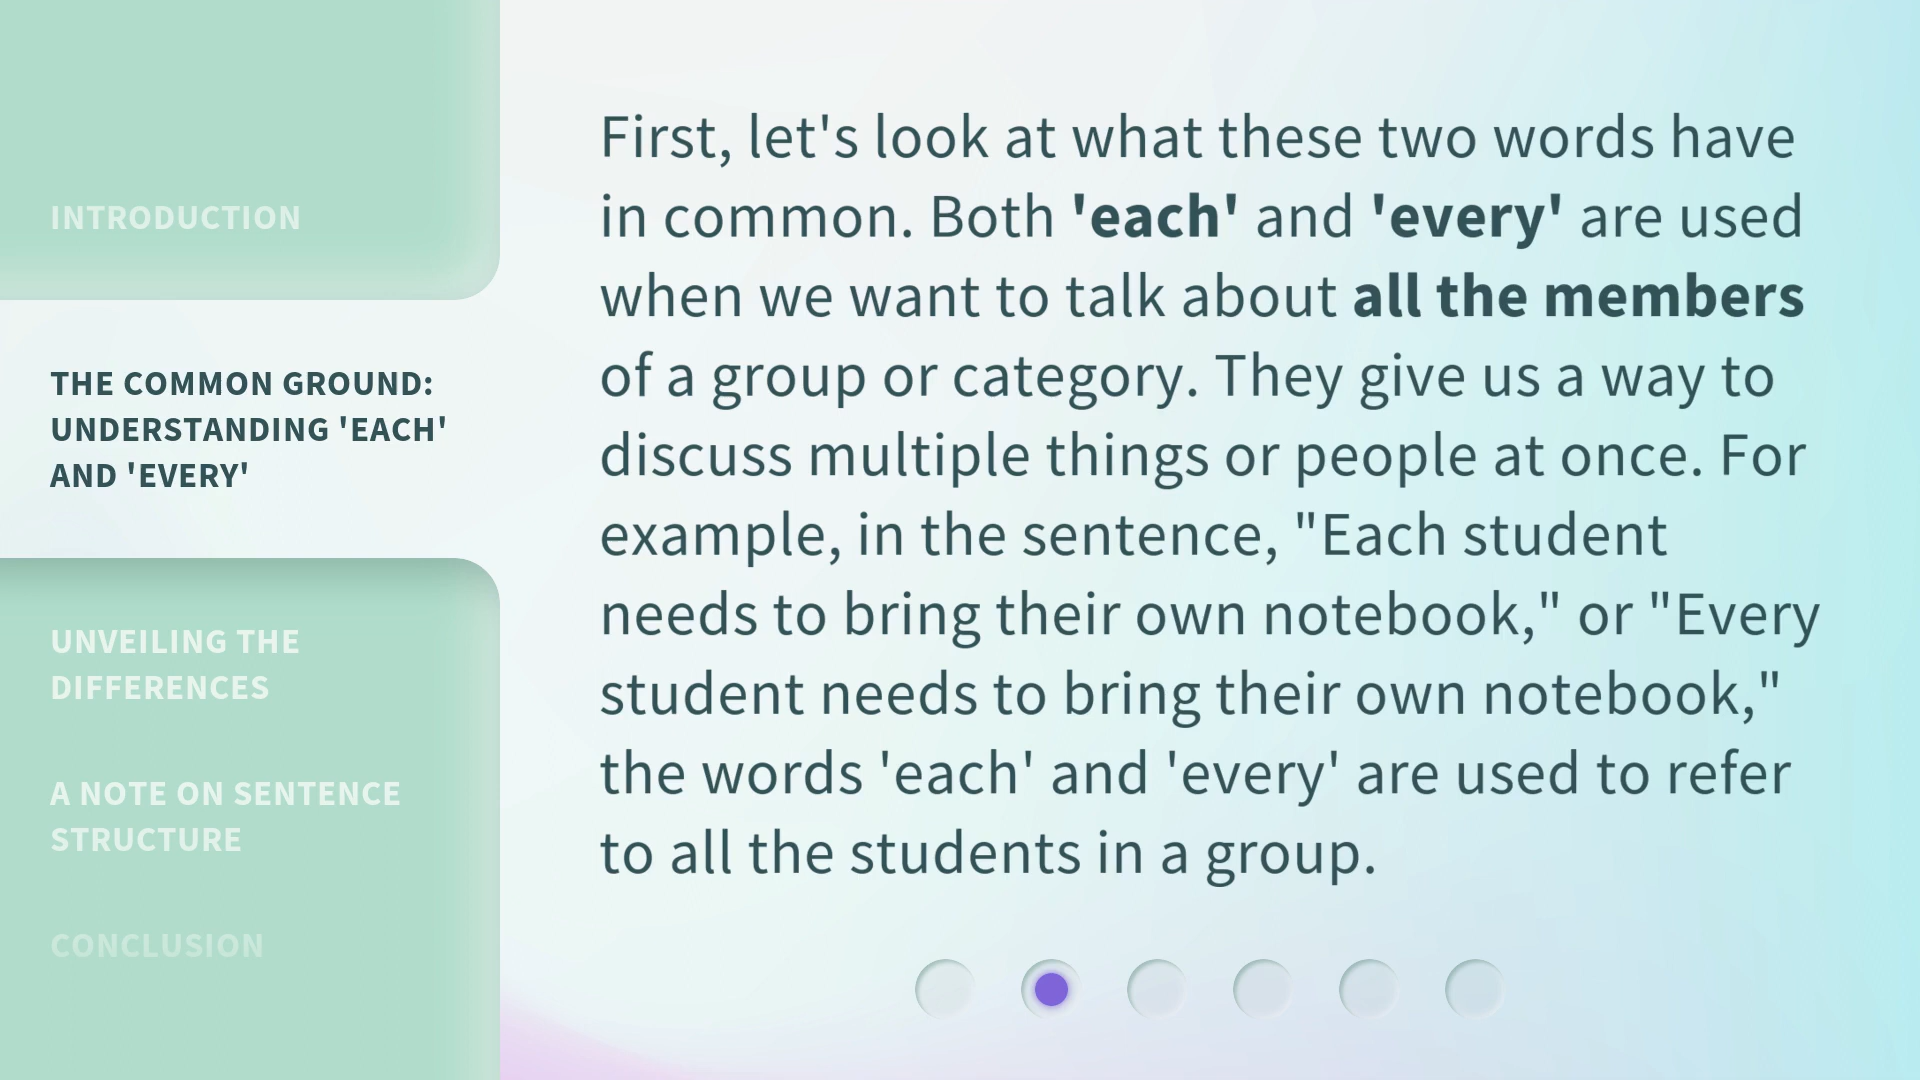 INTRODUCTION
THE COMMON GROUND:
UNDERSTANDING 'EACH'
AND 'EVERY'
UNVEILING THE
DIFFERENCES
A NOTE ON SENTENCE
STRUCTURE
CONCLUSION
First, let's look at what these two words have
in common. Both 'each' and 'every' are used
when we want to talk about all the members
of a group or category. They give us a way to
discuss multiple things or people at once. For
example, in the sentence, "Each student
needs to bring their own notebook," or "Every
student needs to bring their own notebook,"
the words 'each' and 'every' are used to refer
to all the students in a group.